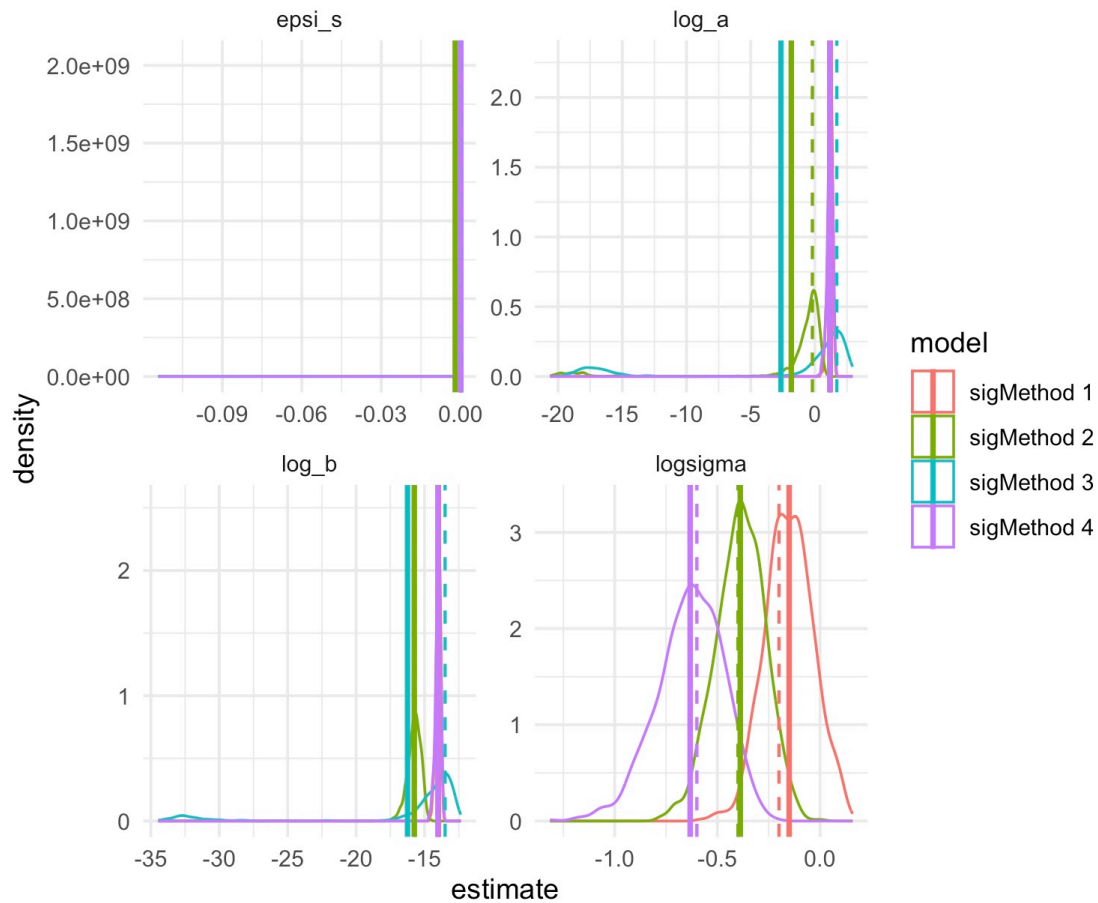 epsi_s
log_a
2.0e+09
1.5e+09
1.0e+09
5.0e+08
0.0e+00
-0.09
-0.06
-0.03
0.00
2.0
1.5
1.0
0.5
0.0
-20
-15
-10
-5
0
density
log_b
logsigma
2
1
0
-35
-30
-25
-20
-15
3
2
1
0
-1.0
-0.5
0.0
estimate
model
sigMethod 1
sigMethod 2
sigMethod 3
sigMethod 4